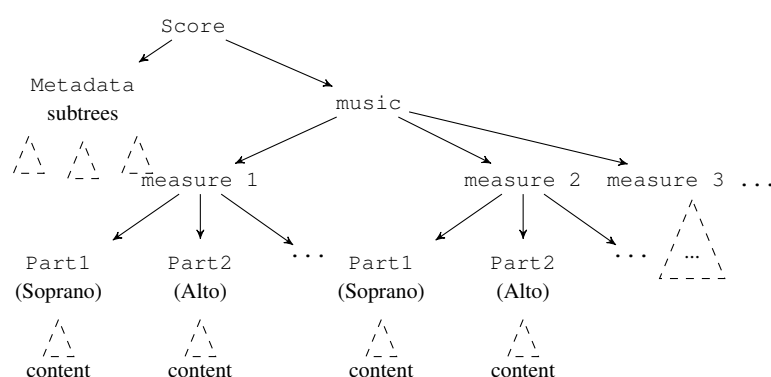 Score
Metadata
subtrees
music
measure 1
measure 2
measure 3 ...
Part1
(Soprano)
Part2
(Alto)
...
Part1
(Soprano)
Part2
(Alto)
...
...
content
content
content
content